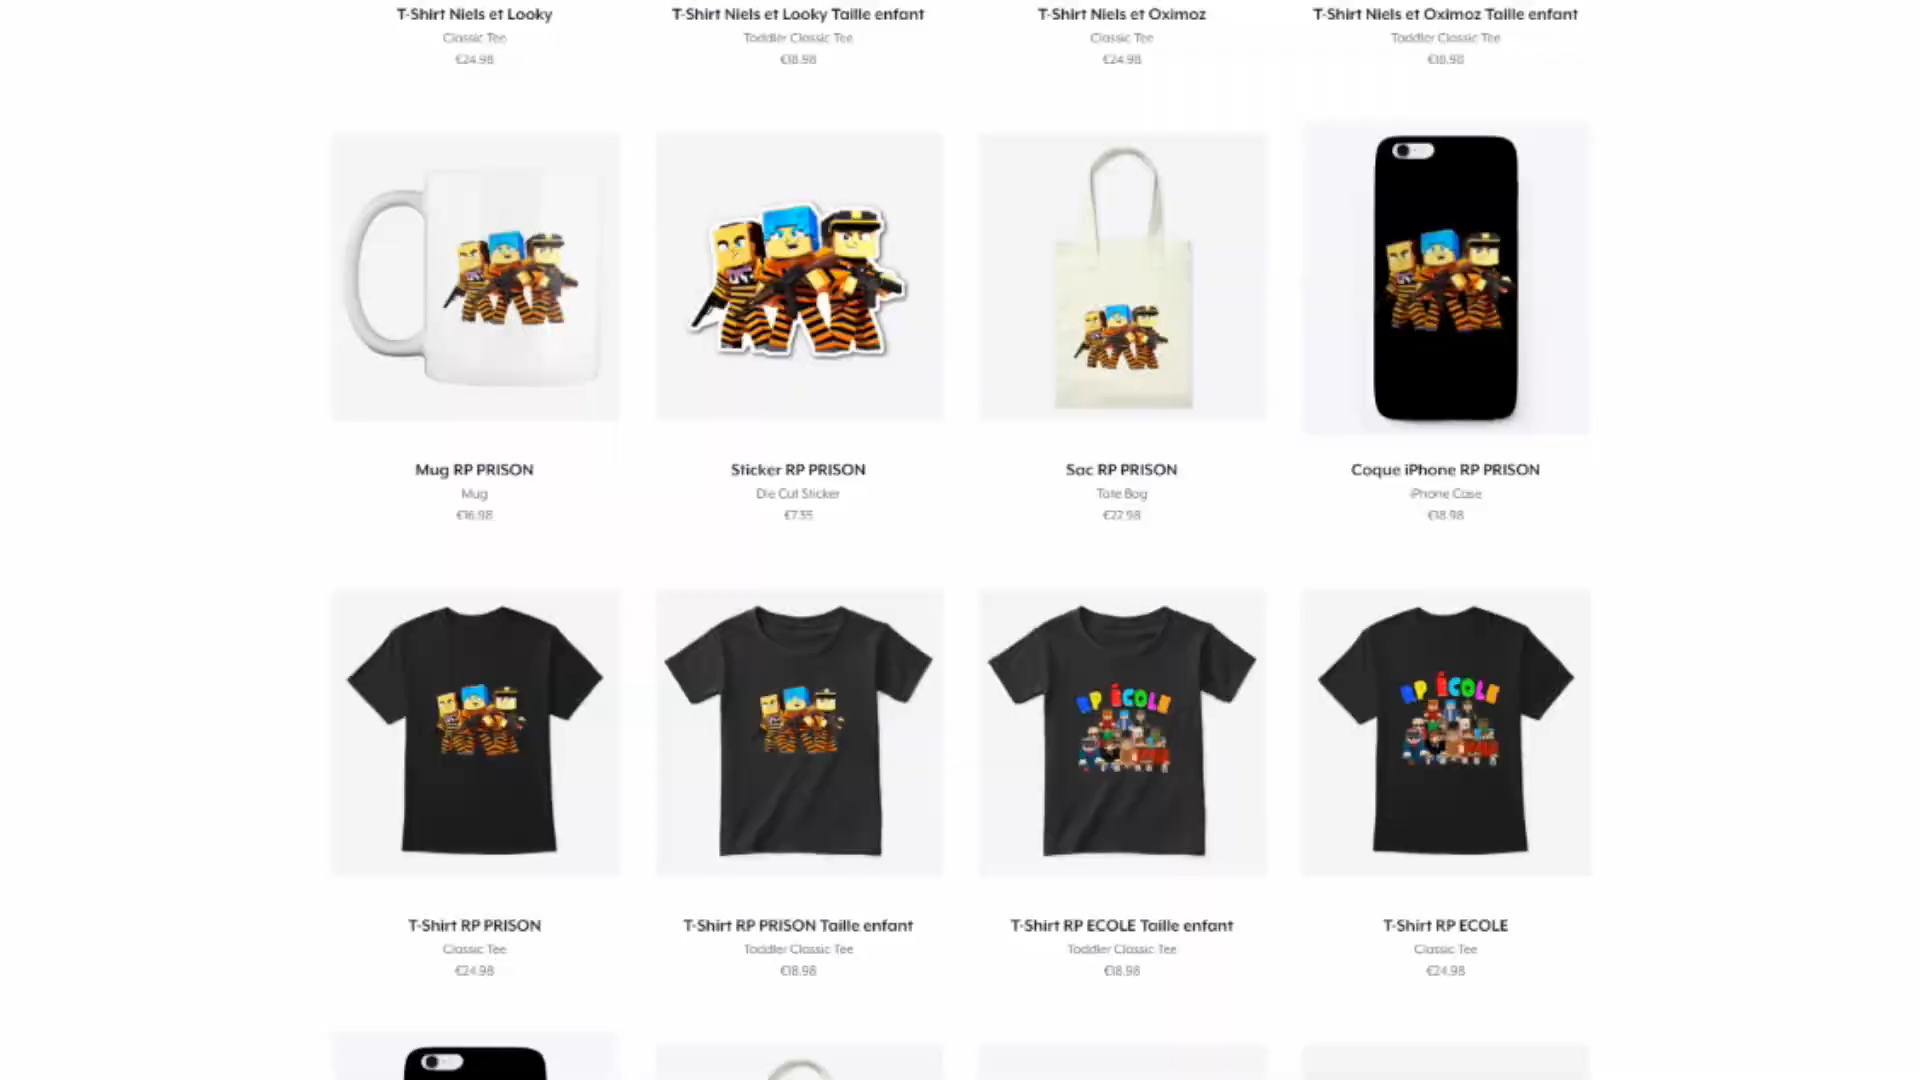 T-Shirt Niels et Looky
Classic Tee
€24.98
T-Shirt Niels et Looky Taille enfant
Toddler Classic Tee
€18.98
T-Shirt Niels et Oximoz
Classic Tee
€24.98
T-Shirt Niels et Oximoz Taille enfant
Toddler Classic Tee
€18.98
Mug RP PRISON
Mug
€16.98
Sticker RP PRISON
Die Cut Sticker
€7.35
Sac RP PRISON
Tote Bag
€22.98
Coque iPhone RP PRISON
iPhone Case
€18.98
RP ÉCOLE
RP ÉCOLE
T-Shirt RP PRISON
Classic Tee
€24.98
T-Shirt RP PRISON Taille enfant
Toddler Classic Tee
€18.98
T-Shirt RP ECOLE Taille enfant
Toddler Classic Tee
€18.98
T-Shirt RP ECOLE
Classic Tee
€24.98